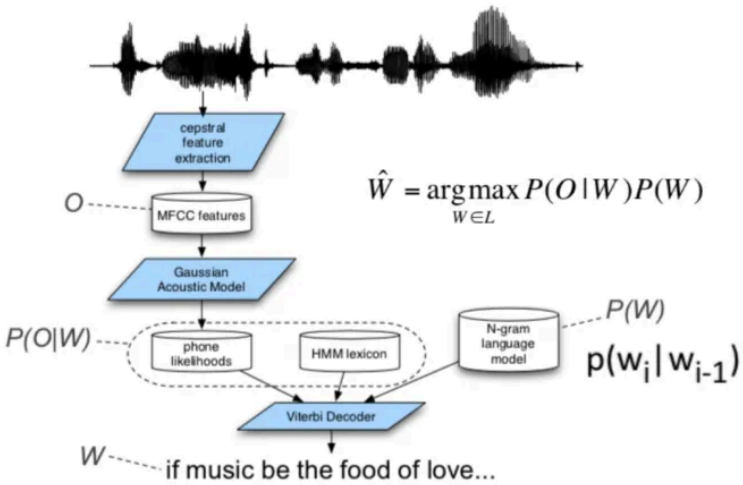 cepstral
feature
extraction
O
MFCC features
Ŵ = argmax P(O|W)P(W)
W∈L
Gaussian
Acoustic Model
P(O|W)
phone
likelihoods
HMM lexicon
N-gram
language
model
P(W)
p(wᵢ|wᵢ₋₁)
Viterbi Decoder
W
if music be the food of love...